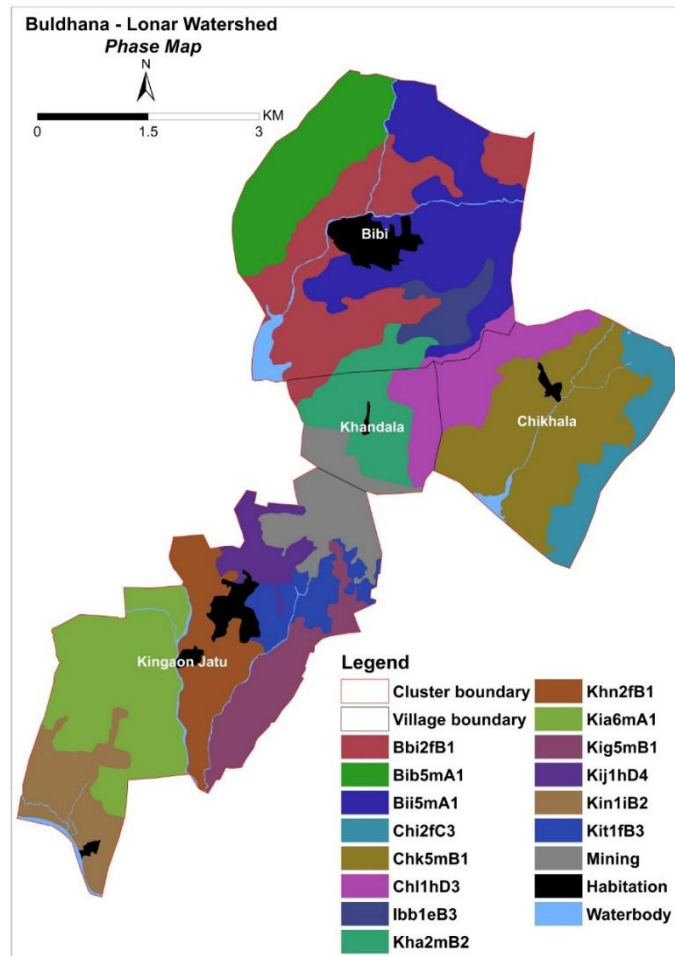 Buldhana - Lonar Watershed
Phase Map
N
KM
0 1.5 3
Bibi
Khandala
Chikhala
Kingaon Jatu
Legend
Cluster boundary
Village boundary
Bbi2fB1
Bib5mA1
Bii5mA1
Chi2fC3
Chk5mB1
Chl1hD3
Ibb1eB3
Kha2mB2
Khn2fB1
Kia6mA1
Kig5mB1
Kij1hD4
Kin1iB2
Kit1fB3
Mining
Habitation
Waterbody